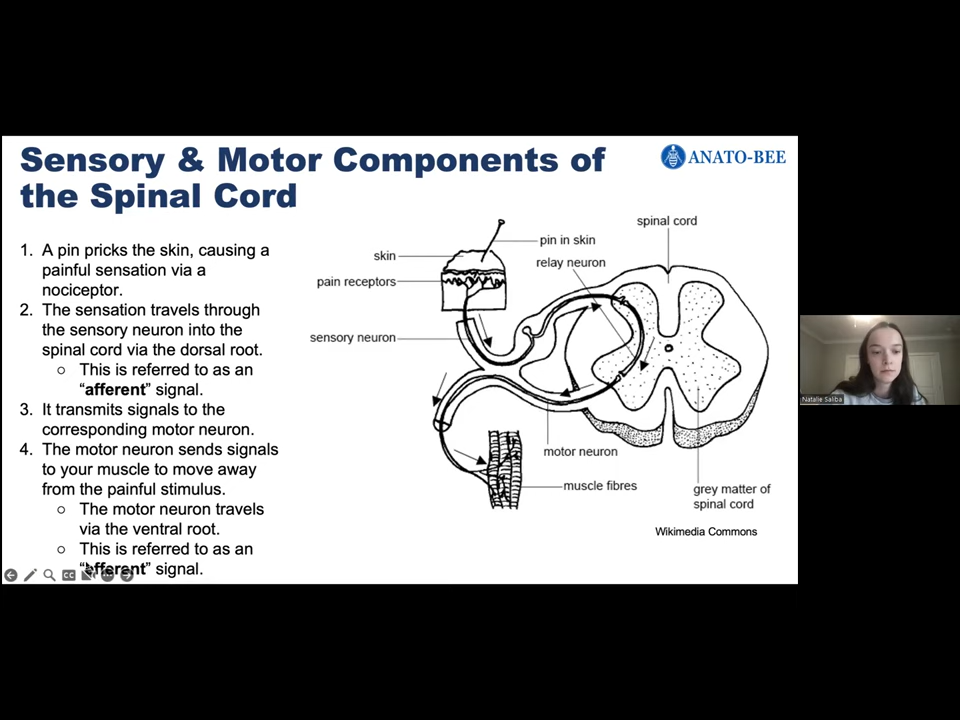 Sensory & Motor Components of
the Spinal Cord
ANATO-BEE
1. A pin pricks the skin, causing a
painful sensation via a
nociceptor.
2. The sensation travels through
the sensory neuron into the
spinal cord via the dorsal root.
○ This is referred to as an
“afferent” signal.
3. It transmits signals to the
corresponding motor neuron.
4. The motor neuron sends signals
to your muscle to move away
from the painful stimulus.
○ The motor neuron travels
via the ventral root.
○ This is referred to as an
“efferent” signal.
spinal cord
pin in skin
skin
relay neuron
pain receptors
sensory neuron
motor neuron
muscle fibres
grey matter of
spinal cord
Wikimedia Commons
CC
Natalie Saliba